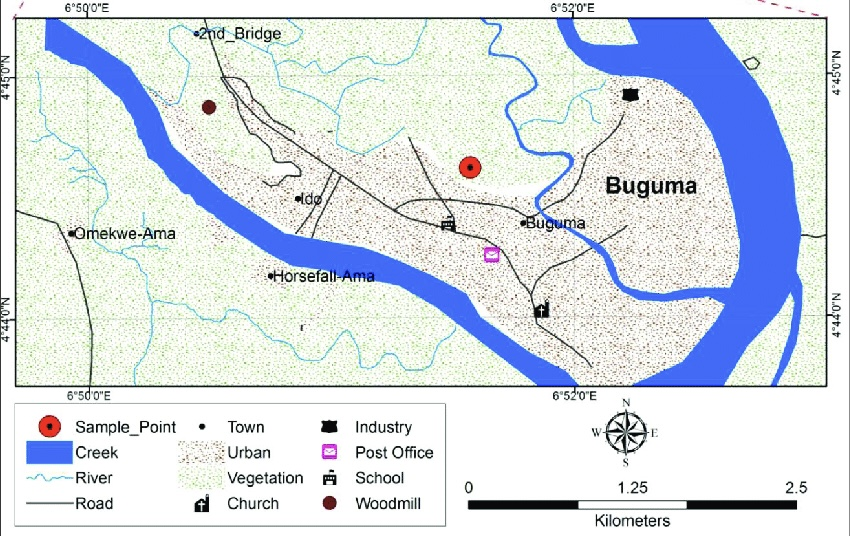 6°50'0"E 6°52'0"E
2nd_Bridge
4°45'0"N 4°45'0"N
Buguma
Ido
Buguma
Omekwe-Ama
Horsefall-Ama
4°44'0"N 4°44'0"N
6°50'0"E 6°52'0"E
Sample_Point Town Industry
Creek Urban Post Office
River Vegetation School
Road Church Woodmill
N
W E
S
0 1.25 2.5
Kilometers